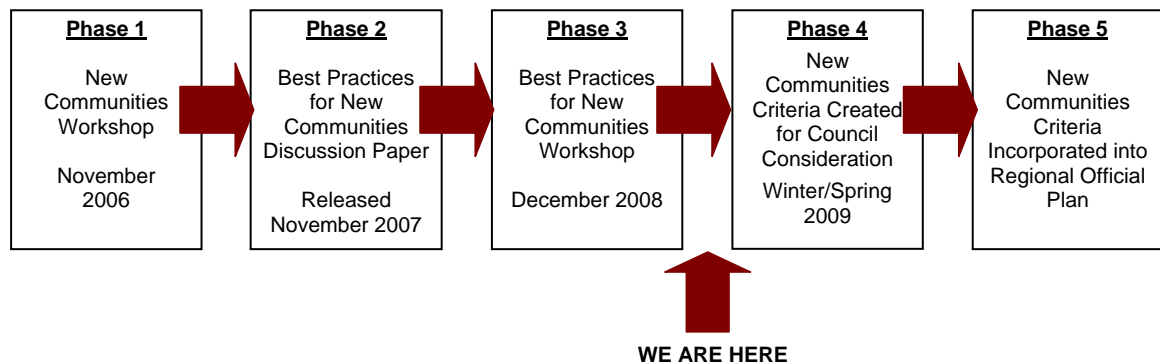 Phase 1
New
Communities
Workshop
November
2006
Phase 2
Best Practices
for New
Communities
Discussion Paper
Released
November 2007
Phase 3
Best Practices
for New
Communities
Workshop
December 2008
Phase 4
New
Communities
Criteria Created
for Council
Consideration
Winter/Spring
2009
Phase 5
New
Communities
Criteria
Incorporated into
Regional Official
Plan
WE ARE HERE